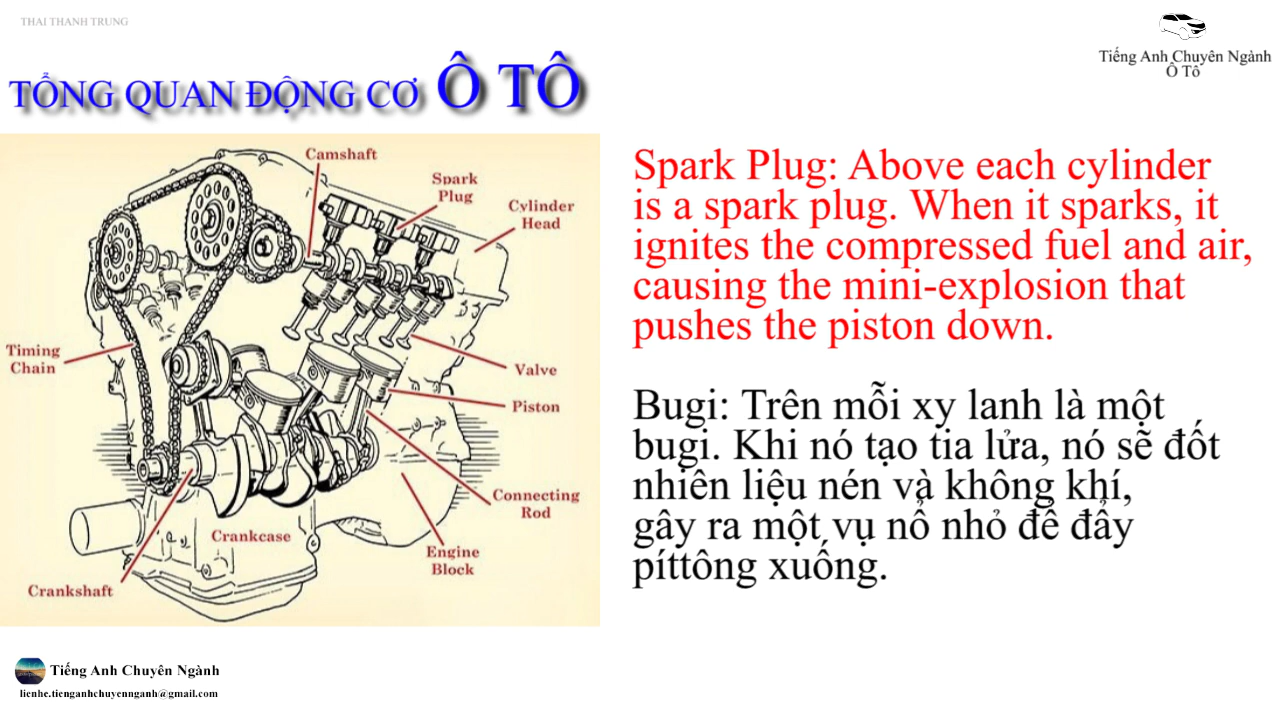 THAI THANH TRUNG
Tiếng Anh Chuyên Ngành
Ô Tô
TỔNG QUAN ĐỘNG CƠ Ô TÔ
Camshaft
Spark
Plug
Cylinder
Head
Timing
Chain
Valve
Piston
Connecting
Rod
Crankcase
Engine
Block
Crankshaft
Spark Plug: Above each cylinder
is a spark plug. When it sparks, it
ignites the compressed fuel and air,
causing the mini-explosion that
pushes the piston down.
Bugi: Trên mỗi xy lanh là một
bugi. Khi nó tạo tia lửa, nó sẽ đốt
nhiên liệu nén và không khí,
gây ra một vụ nổ nhỏ để đẩy
píttông xuống.
Tiếng Anh Chuyên Ngành
lienhe.tienganhchuyennganh@gmail.com